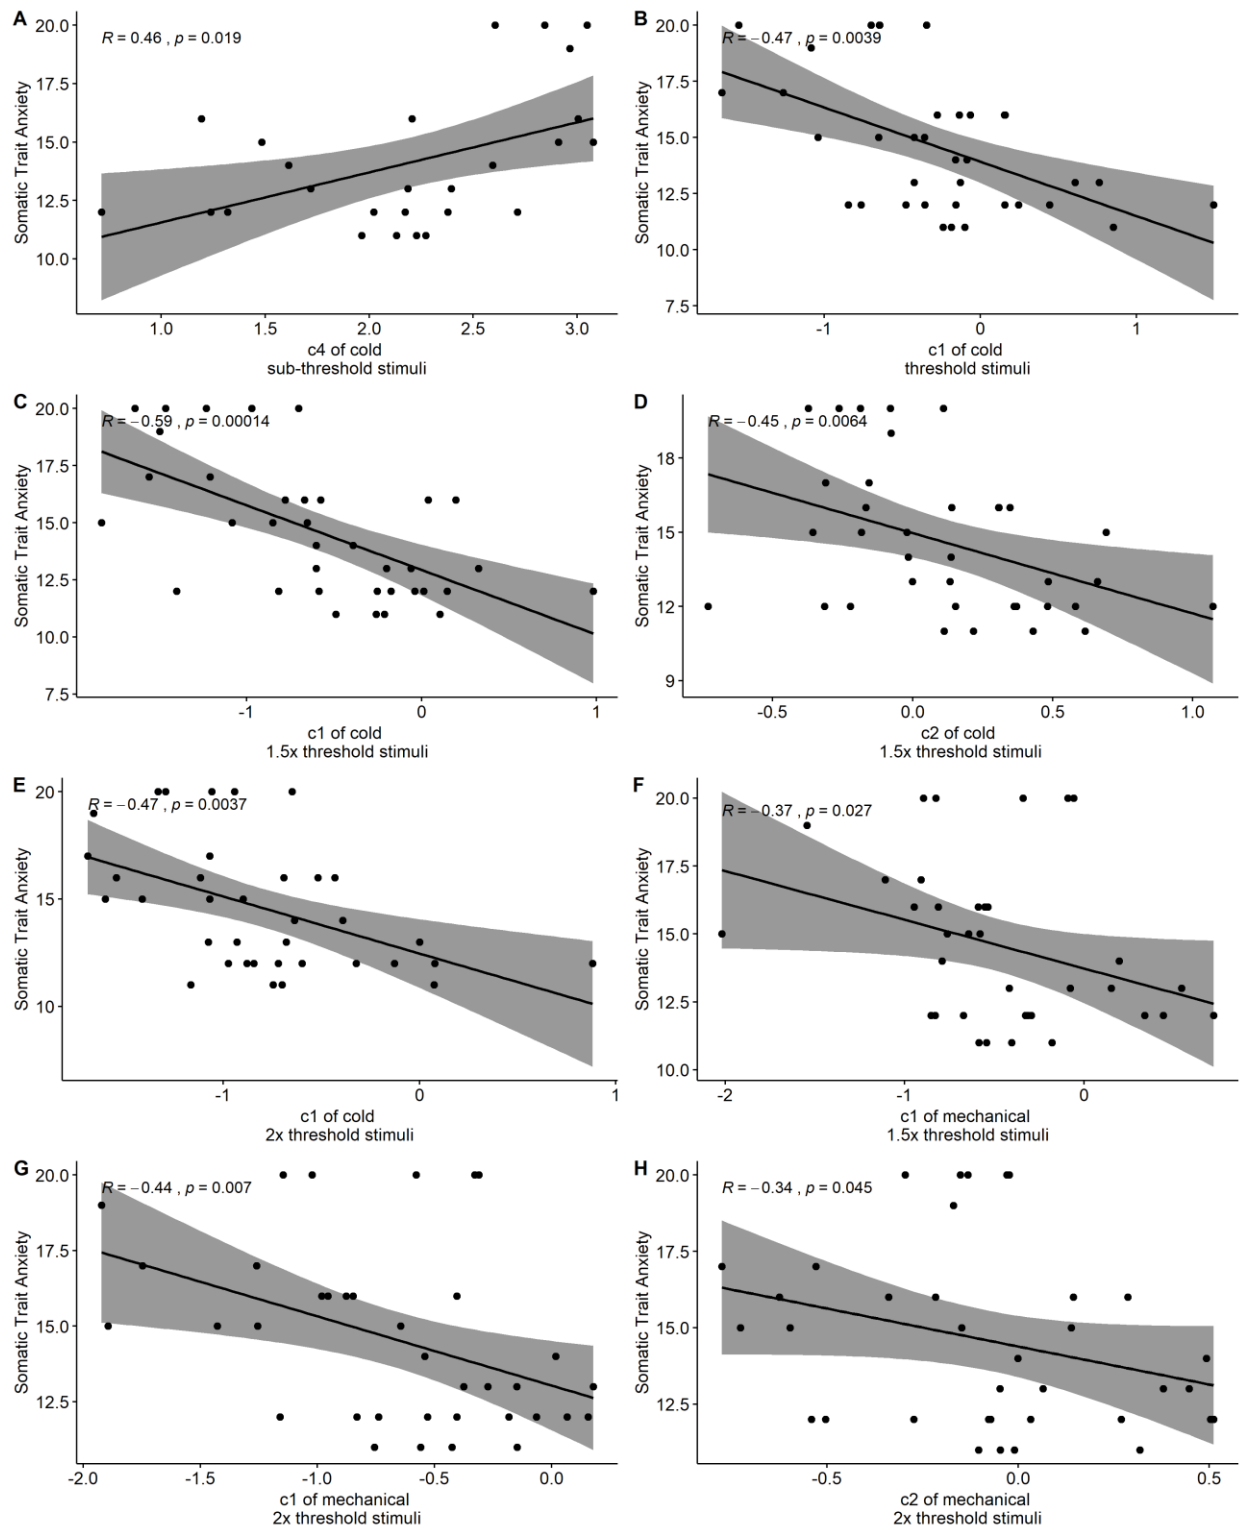 A
R = 0.46 , p = 0.019
Somatic Trait Anxiety
20.0
17.5
15.0
12.5
10.0
1.0 1.5 2.0 2.5 3.0
c4 of cold
sub-threshold stimuli
B
R = −0.47 , p = 0.0039
Somatic Trait Anxiety
20.0
17.5
15.0
12.5
10.0
7.5
-1 0 1
c1 of cold
threshold stimuli
C
R = −0.59 , p = 0.00014
Somatic Trait Anxiety
20.0
17.5
15.0
12.5
10.0
7.5
-1 0 1
c1 of cold
1.5x threshold stimuli
D
R = −0.45 , p = 0.0064
Somatic Trait Anxiety
18
15
12
9
-0.5 0.0 0.5 1.0
c2 of cold
1.5x threshold stimuli
E
R = −0.47 , p = 0.0037
Somatic Trait Anxiety
20
15
10
-1 0 1
c1 of cold
2x threshold stimuli
F
R = −0.37 , p = 0.027
Somatic Trait Anxiety
20.0
17.5
15.0
12.5
10.0
-2 -1 0
c1 of mechanical
1.5x threshold stimuli
G
R = −0.44 , p = 0.007
Somatic Trait Anxiety
20.0
17.5
15.0
12.5
-2.0 -1.5 -1.0 -0.5 0.0
c1 of mechanical
2x threshold stimuli
H
R = −0.34 , p = 0.045
Somatic Trait Anxiety
20.0
17.5
15.0
12.5
-0.5 0.0 0.5
c2 of mechanical
2x threshold stimuli